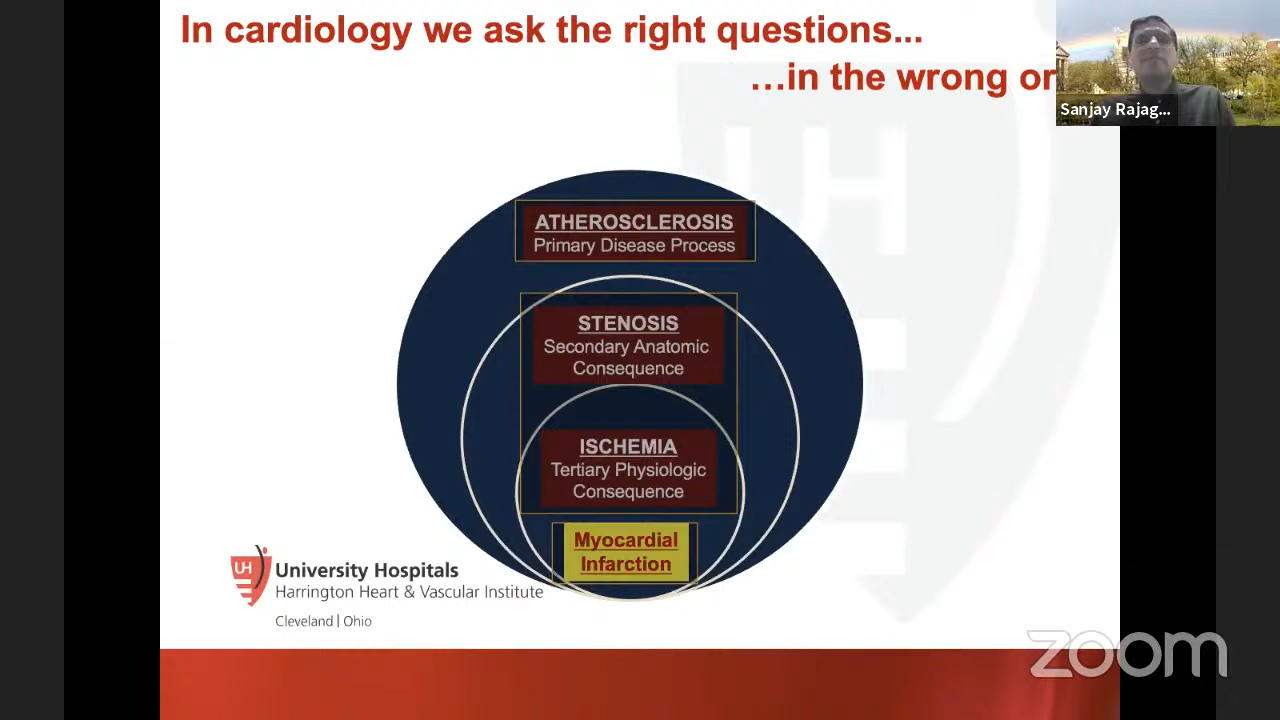 In cardiology we ask the right questions...
...in the wrong or
Sanjay Rajag...
ATHEROSCLEROSIS
Primary Disease Process
STENOSIS
Secondary Anatomic
Consequence
ISCHEMIA
Tertiary Physiologic
Consequence
Myocardial
Infarction
UH
University Hospitals
Harrington Heart & Vascular Institute
Cleveland | Ohio
UH
zoom